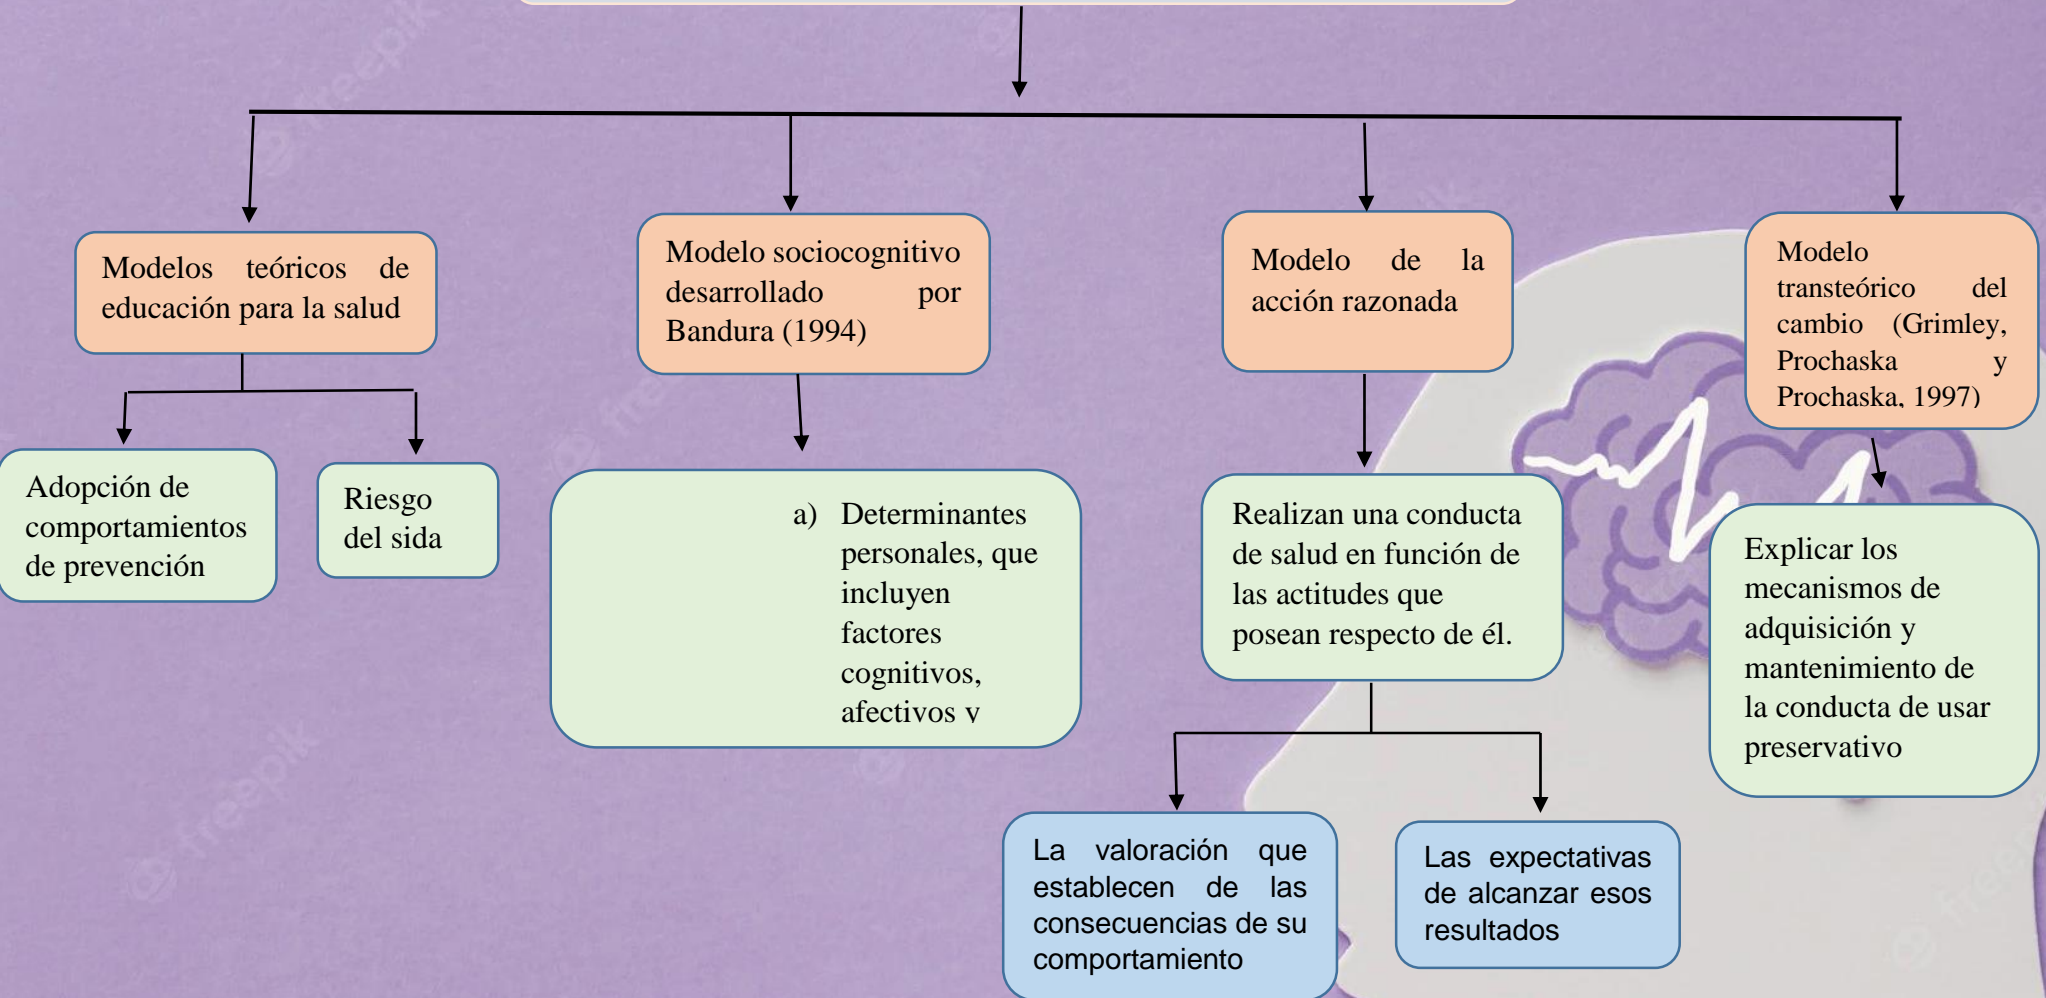 Modelos teóricos de
educación para la salud
Modelo sociocognitivo
desarrollado por
Bandura (1994)
Modelo de la
acción razonada
Modelo
transteórico del
cambio (Grimley,
Prochaska y
Prochaska, 1997)
Adopción de
comportamientos
de prevención
Riesgo
del sida
a) Determinantes
personales, que
incluyen
factores
cognitivos,
afectivos y
Realizan una conducta
de salud en función de
las actitudes que
posean respecto de él.
Explicar los
mecanismos de
adquisición y
mantenimiento de
la conducta de usar
preservativo
La valoración que
establecen de las
consecuencias de su
comportamiento
Las expectativas
de alcanzar esos
resultados
freepik
freepik